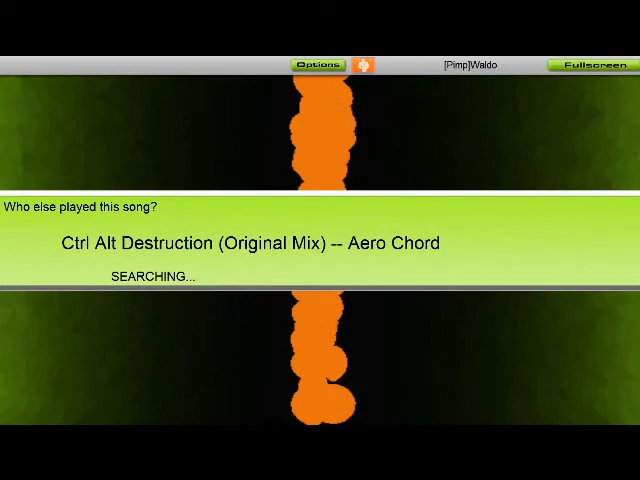 Options [Pimp]Waldo Fullscreen
Who else played this song?
Ctrl Alt Destruction (Original Mix) -- Aero Chord
SEARCHING...